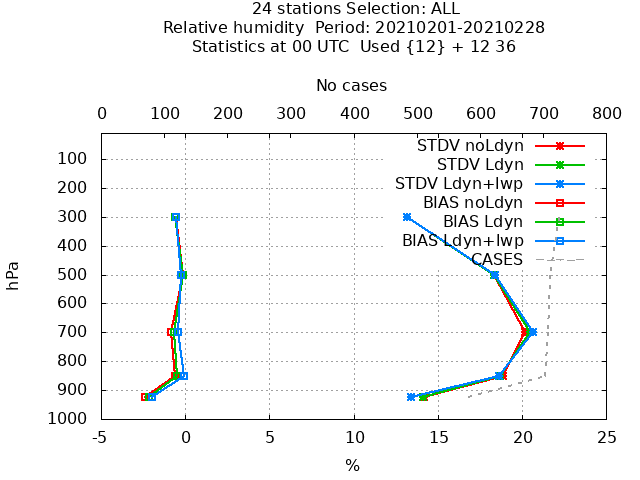 24 stations Selection: ALL
Relative humidity  Period: 20210201-20210228
Statistics at 00 UTC  Used {12} + 12 36
No cases
0 100 200 300 400 500 600 700 800
STDV noLdyn
STDV Ldyn
STDV Ldyn+lwp
BIAS noLdyn
BIAS Ldyn
BIAS Ldyn+lwp
CASES
hPa
100
200
300
400
500
600
700
800
900
1000
-5 0 5 10 15 20 25
%